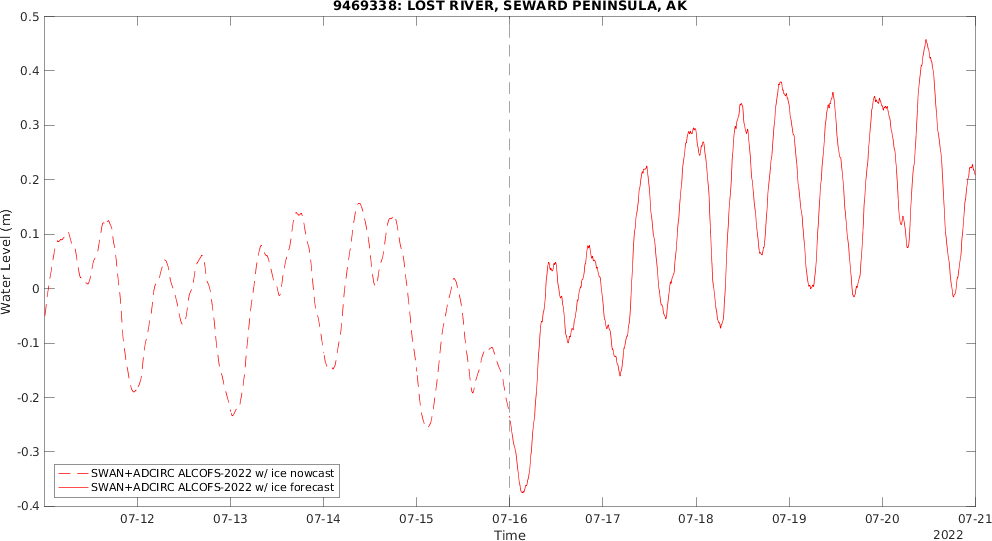 9469338: LOST RIVER, SEWARD PENINSULA, AK
0.5
0.4
0.3
0.2
0.1
0
-0.1
-0.2
-0.3
-0.4
Water Level (m)
SWAN+ADCIRC ALCOFS-2022 w/ ice nowcast
SWAN+ADCIRC ALCOFS-2022 w/ ice forecast
07-12 07-13 07-14 07-15 07-16 07-17 07-18 07-19 07-20 07-21
Time
2022